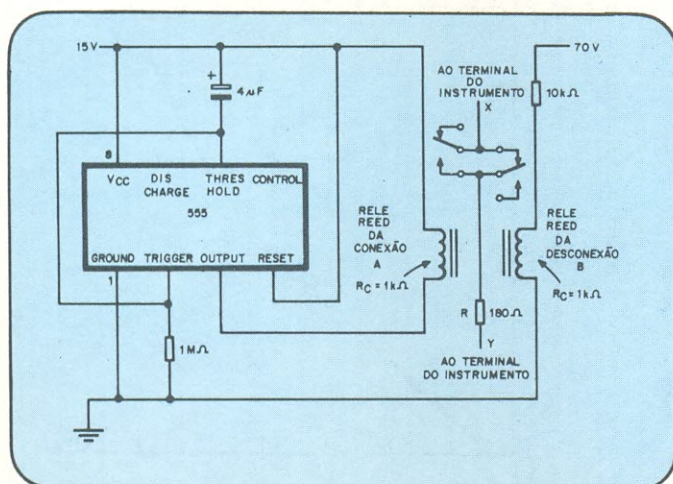 15V
70V
+
4µF
10kΩ
AO TERMINAL
DO
INSTRUMENTO
X
8
VCC
DIS
CHARGE
THRES
HOLD
CONTROL
555
GROUND
TRIGGER
OUTPUT
RESET
1
1MΩ
RELE
REED
DA
CONEXÃO
A
RC=1kΩ
RELE
REED
DA
DESCONEXÃO
B
RC=1kΩ
R
180Ω
Y
AO TERMINAL
DO INSTRUMENTO